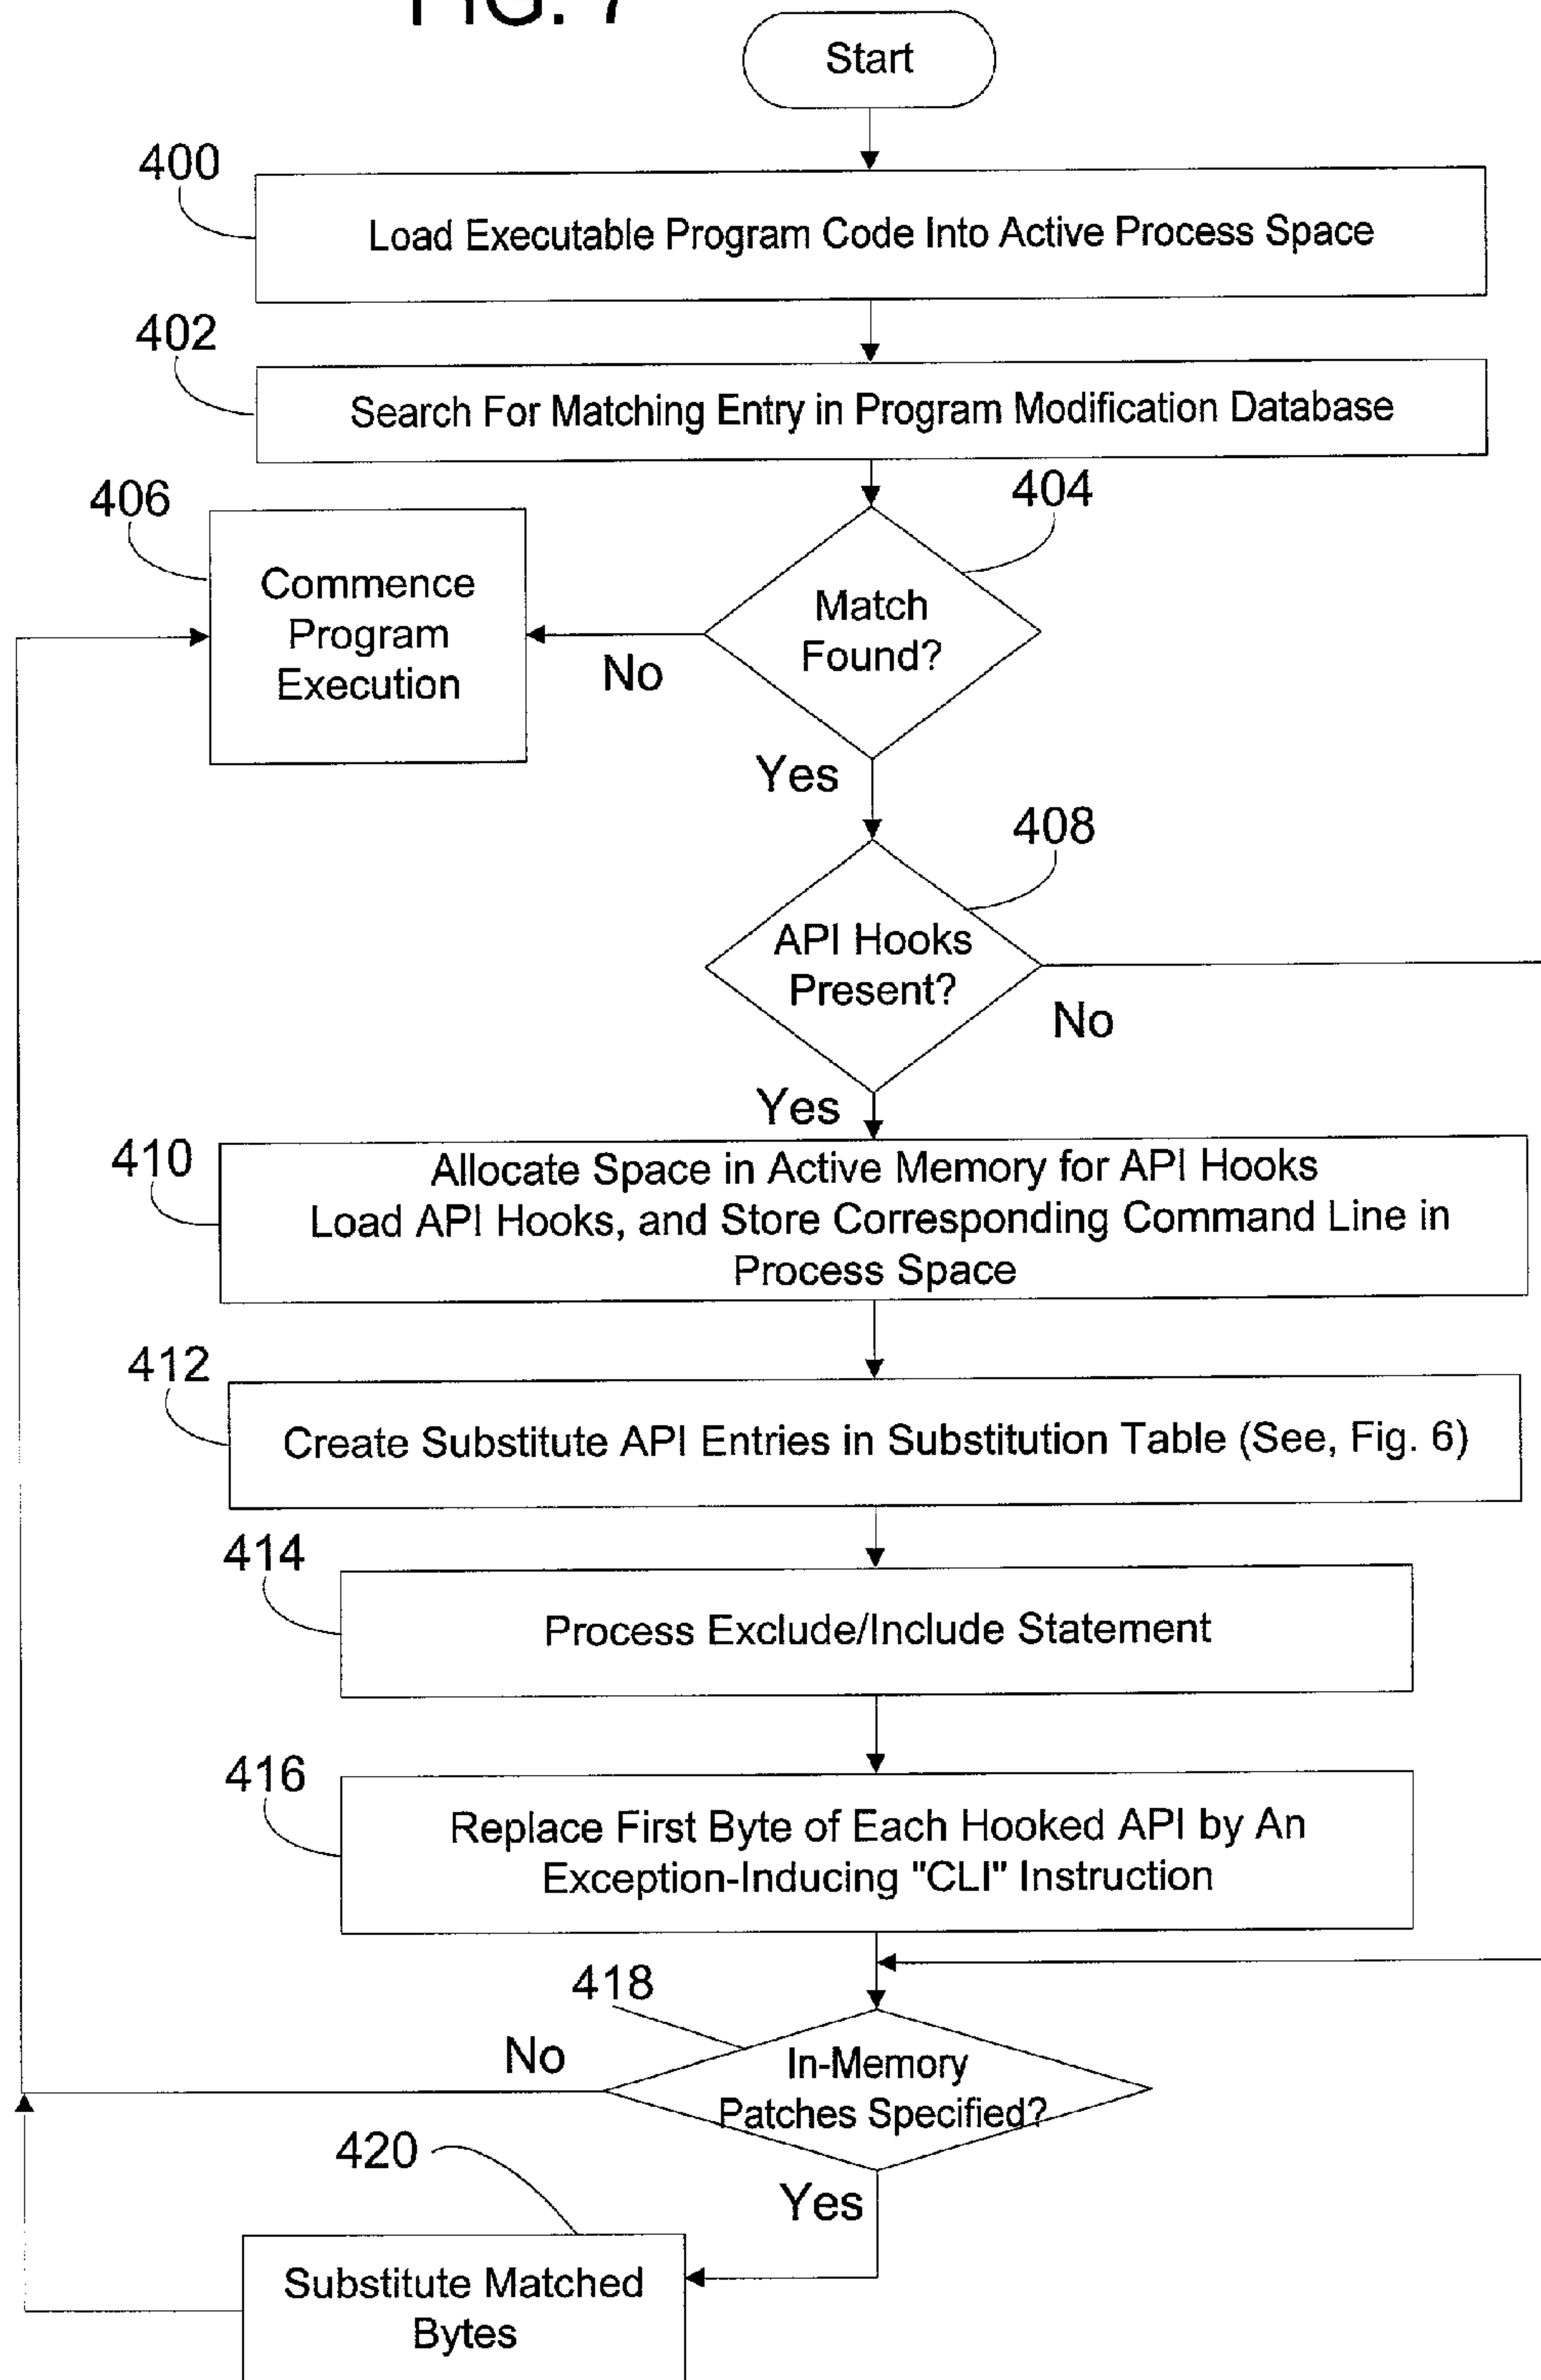 FIG. 7
Start
400
Load Executable Program Code Into Active Process Space
402
Search For Matching Entry in Program Modification Database
406
404
Commence
Program
Execution
Match
Found?
No
Yes
408
API Hooks
Present?
No
Yes
410
Allocate Space in Active Memory for API Hooks
Load API Hooks, and Store Corresponding Command Line in
Process Space
412
Create Substitute API Entries in Substitution Table (See, Fig. 6)
414
Process Exclude/Include Statement
416
Replace First Byte of Each Hooked API by An
Exception-Inducing "CLI" Instruction
418
No
In-Memory
Patches Specified?
420
Yes
Substitute Matched
Bytes